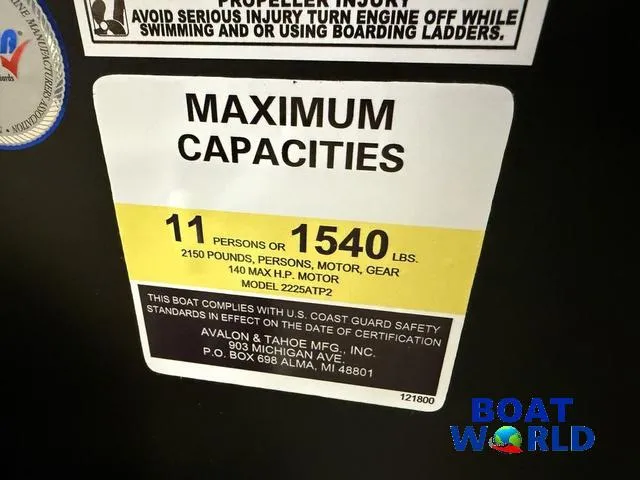 PROPELLER INJURY
AVOID SERIOUS INJURY TURN ENGINE OFF WHILE
SWIMMING AND OR USING BOARDING LADDERS.
MAXIMUM
CAPACITIES
11 PERSONS OR 1540 LBS.
2150 POUNDS, PERSONS, MOTOR, GEAR
140 MAX H.P. MOTOR
MODEL 2225ATP2
THIS BOAT COMPLIES WITH U.S. COAST GUARD SAFETY
STANDARDS IN EFFECT ON THE DATE OF CERTIFICATION
AVALON & TAHOE MFG., INC.
903 MICHIGAN AVE.
P.O. BOX 698 ALMA, MI 48801
121800
BOAT
WORLD